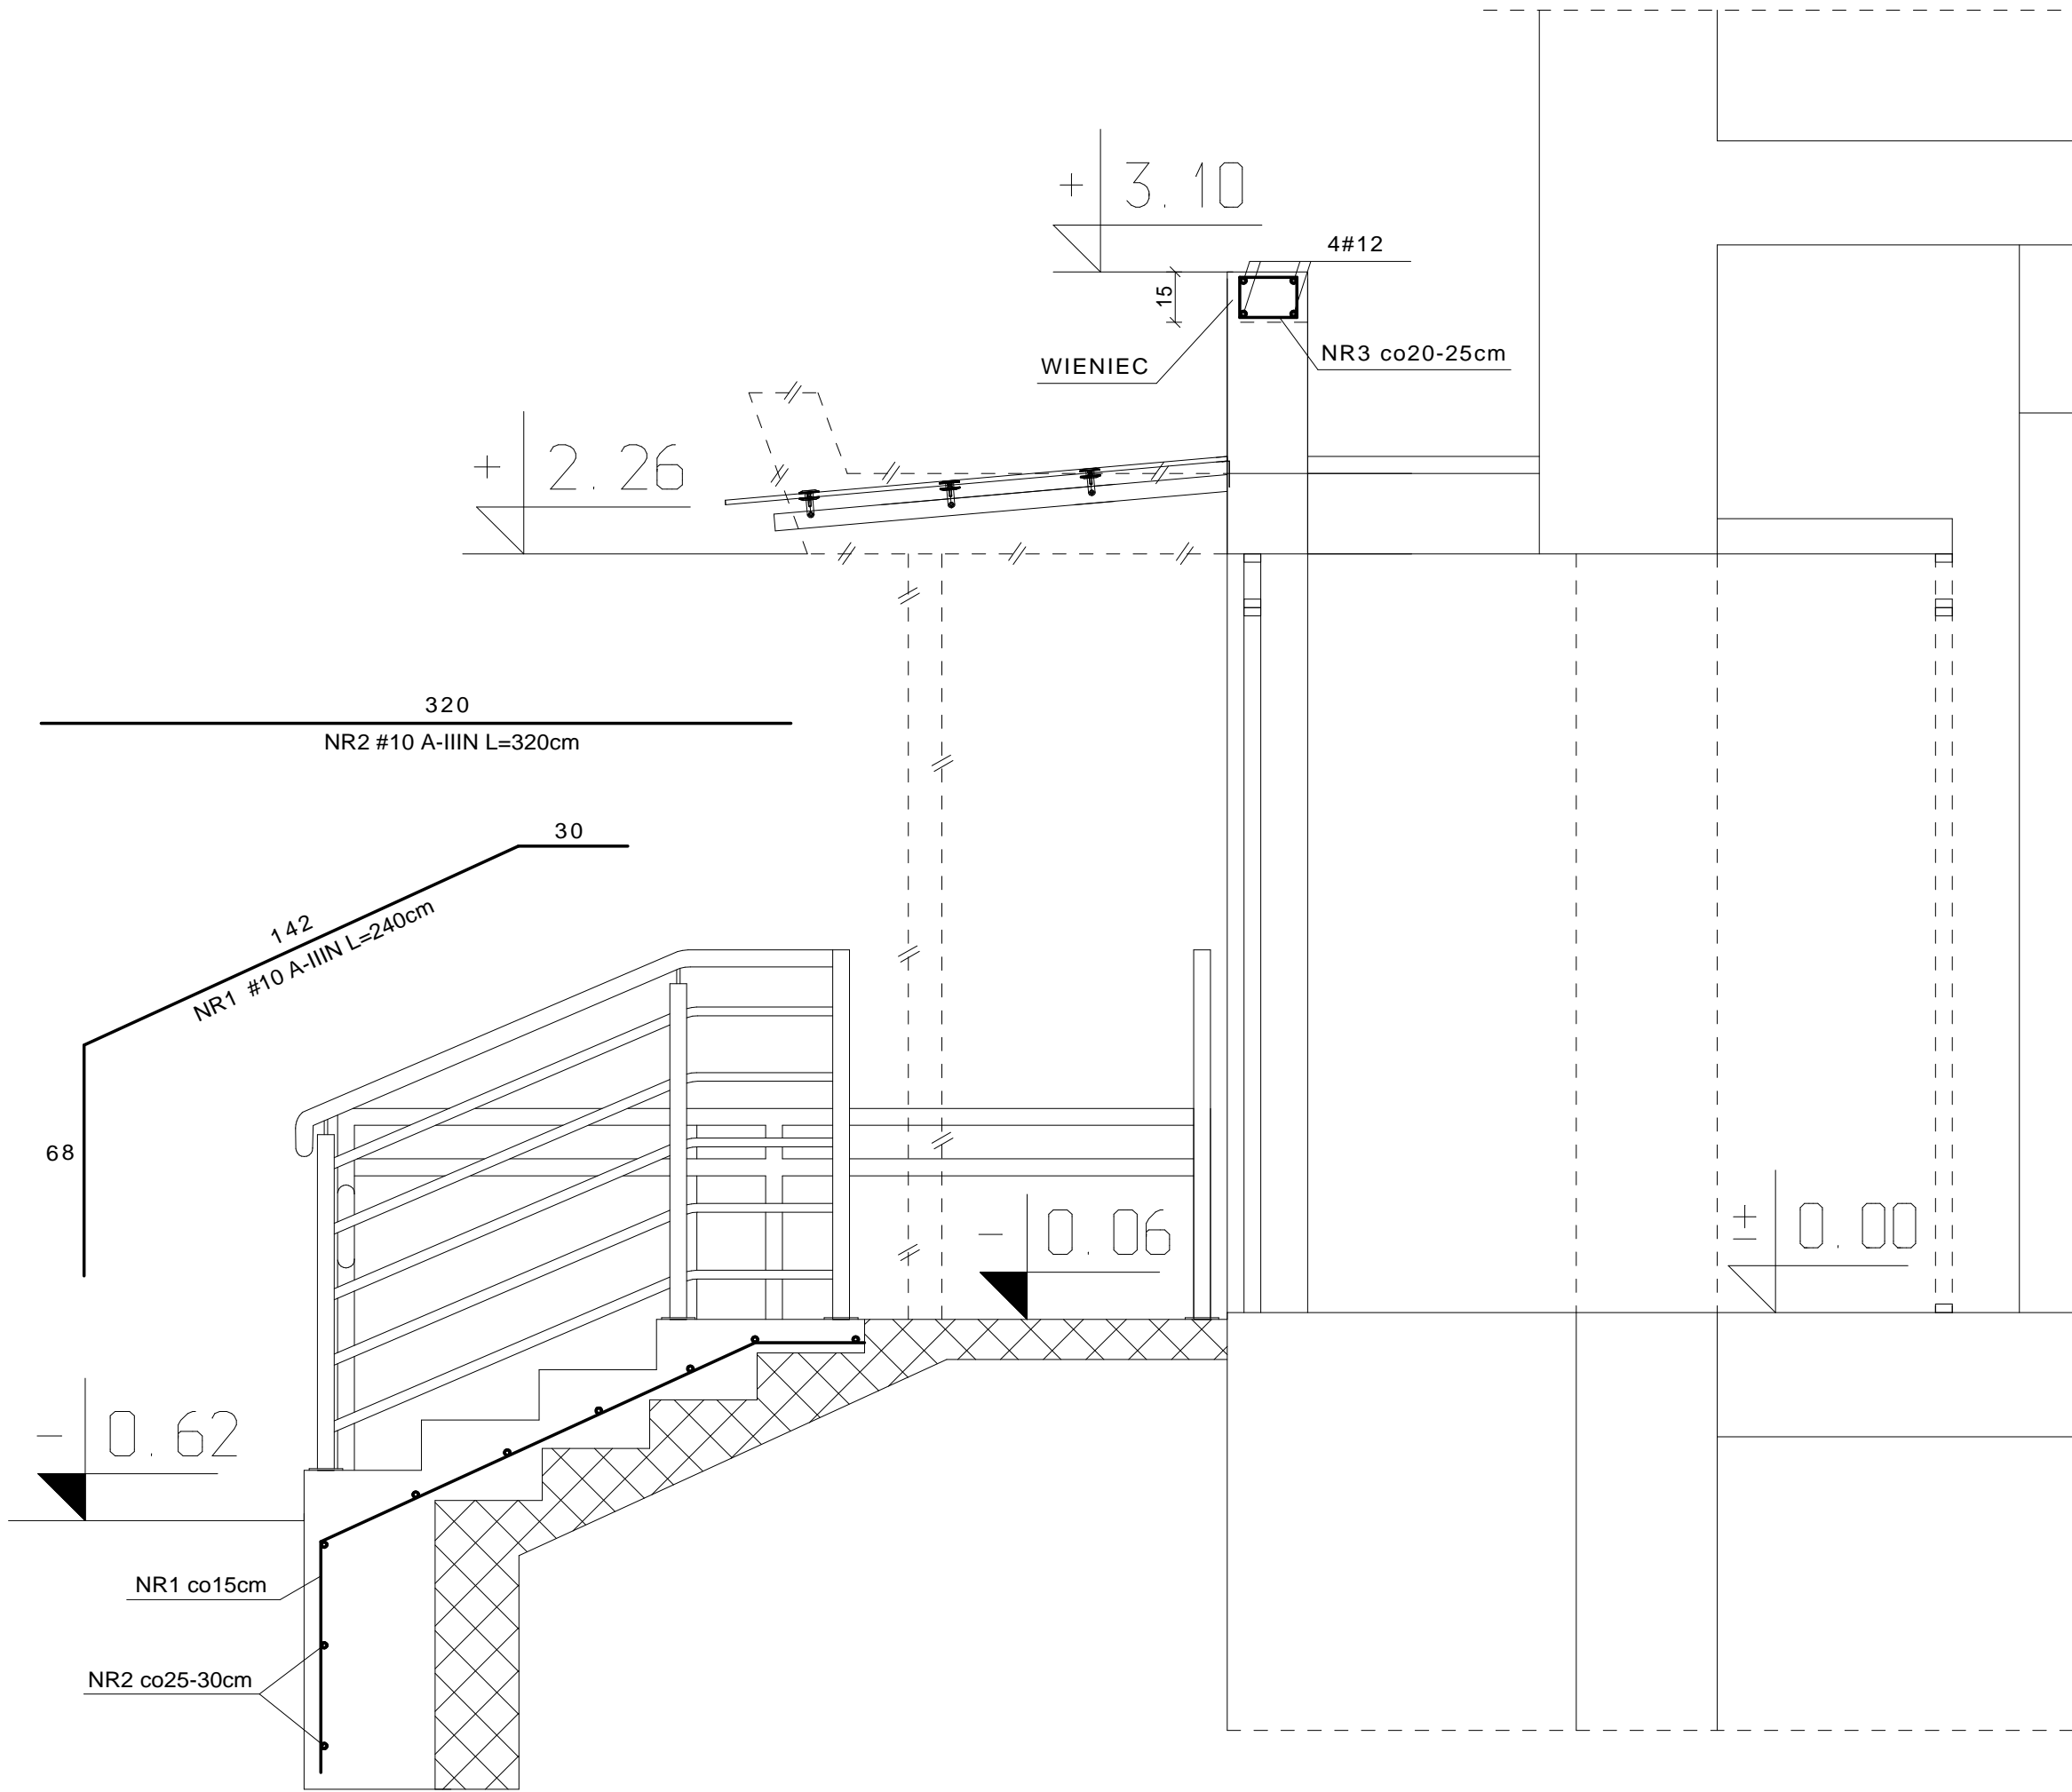 + 3.10
4#12
15
WIENIEC
NR3 co20-25cm
+ 2.26
320
NR2 #10 A-IIIN L=320cm
30
142
NR1 #10 A-IIIN L=240cm
68
- 0.06
± 0.00
- 0.62
NR1 co15cm
NR2 co25-30cm